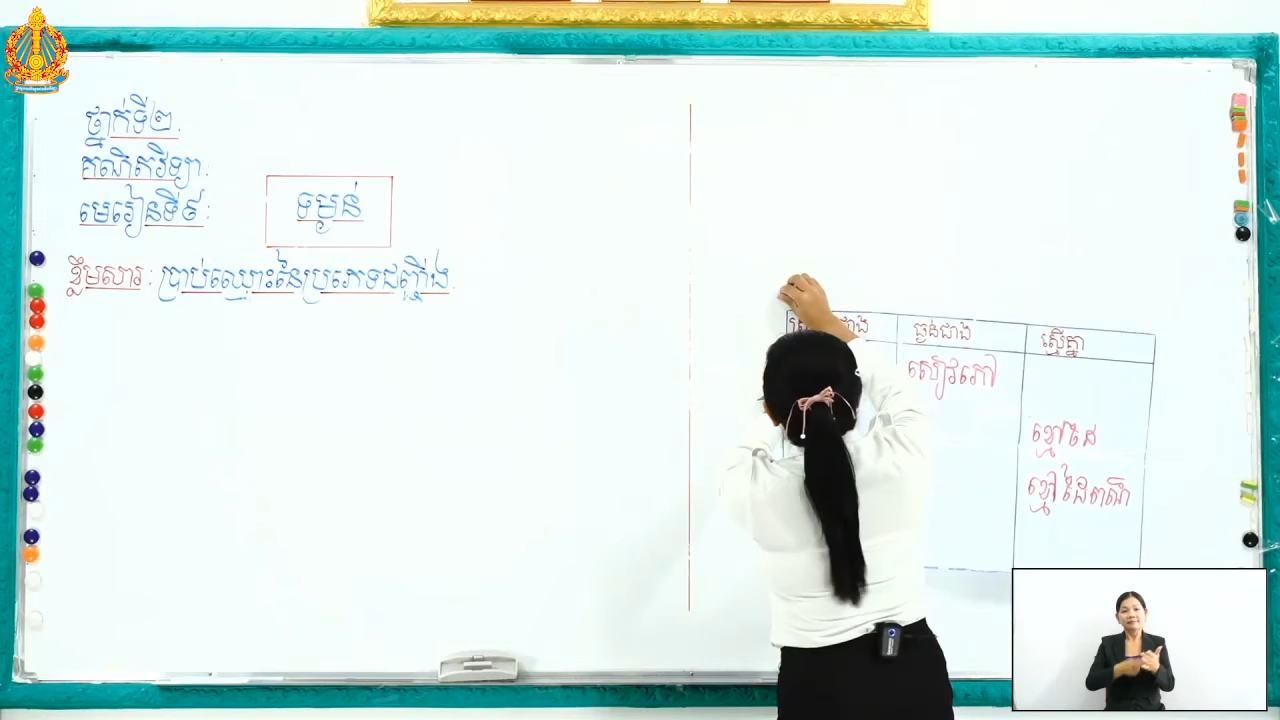 ថ្នាក់ទី២.
គណិតវិទ្យា.
មេរៀនទី៩:
ទម្ងន់
ខ្លឹមសារ : ប្រាប់ឈ្មោះនៃប្រភេទជញ្ជីង.
ជាង ធ្ងន់ជាង ស្មើគ្នា
សៀវភៅ
ខ្មៅដៃ
ខ្មៅដៃពណ៌